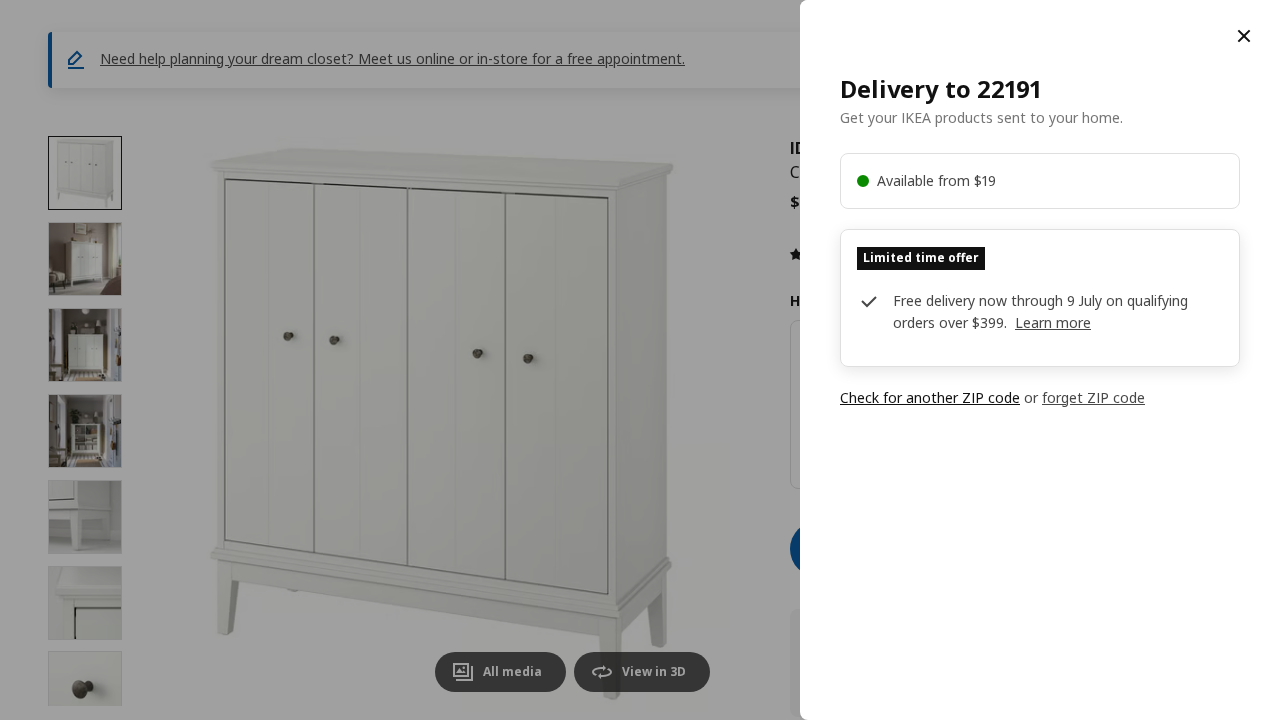 Need help planning your dream closet? Meet us online or in-store for a free appointment.
$
All media
View in 3D
Delivery to 22191
Get your IKEA products sent to your home.
Available from $19
Limited time offer
Free delivery now through 9 July on qualifying
orders over $399. Learn more
Check for another ZIP code or forget ZIP code